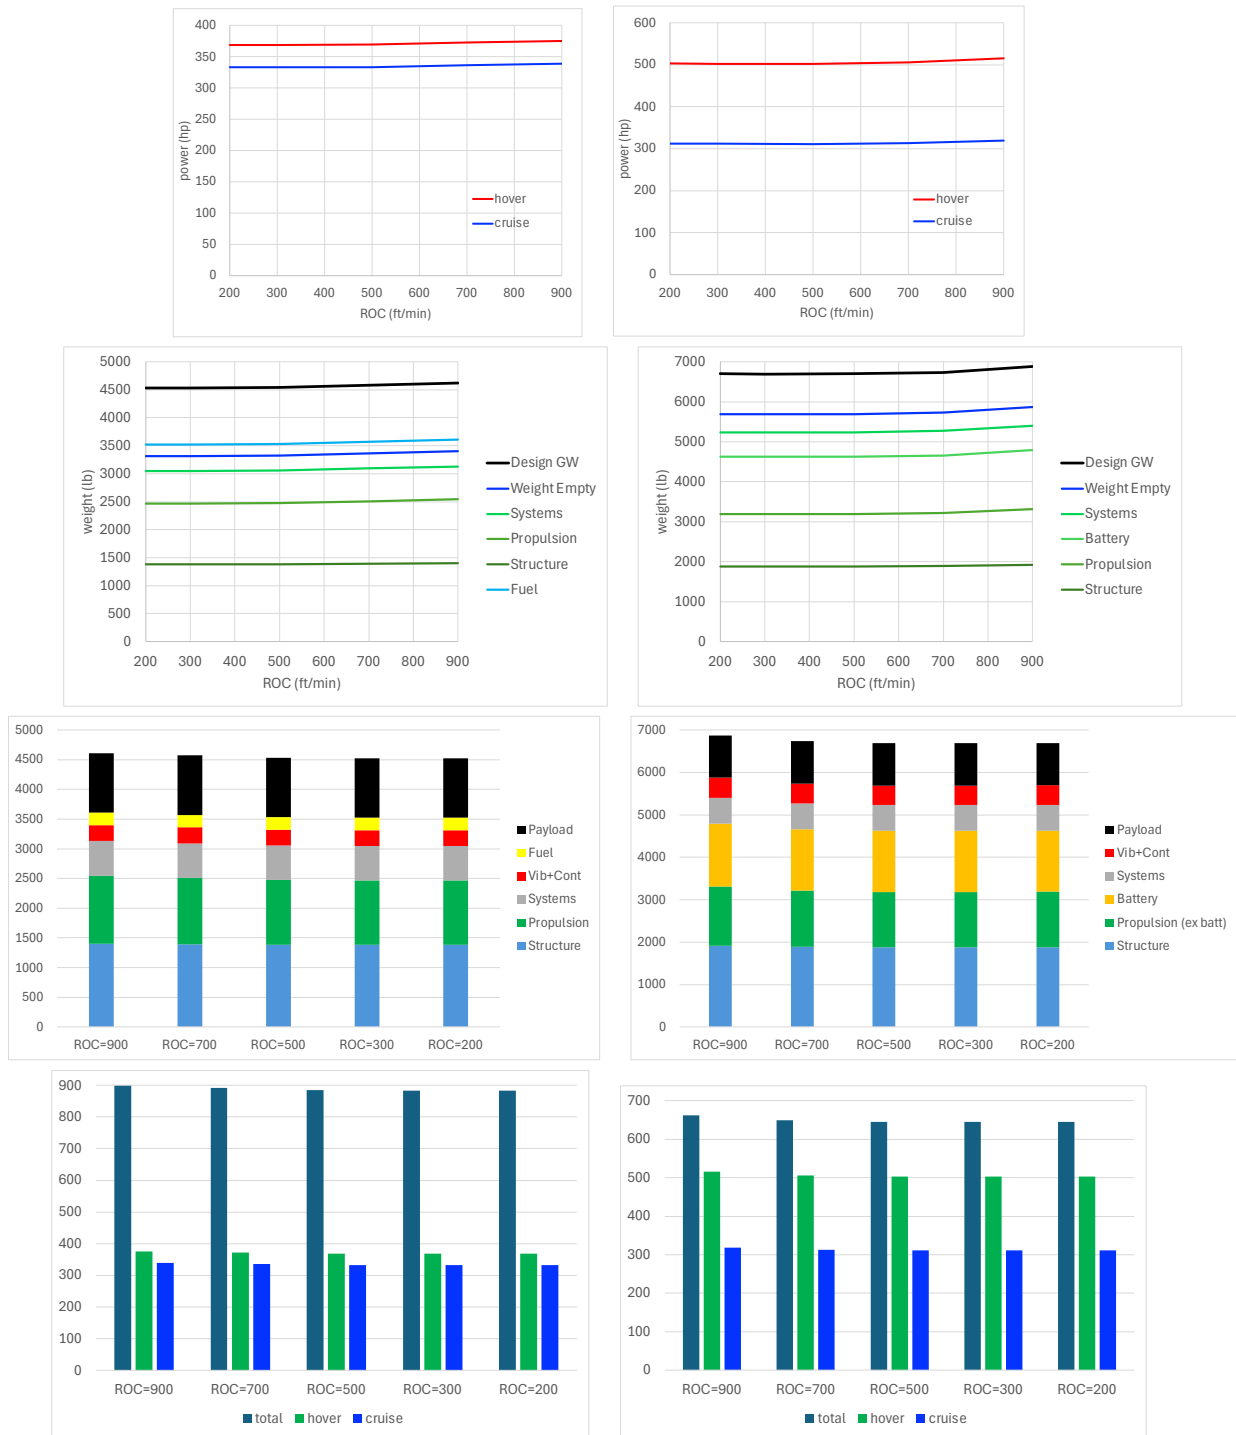 400
350
300
250
200
150
100
50
0
power (hp)
hover
cruise
200 300 400 500 600 700 800 900
ROC (ft/min)
600
500
400
300
200
100
0
power (hp)
hover
cruise
200 300 400 500 600 700 800 900
ROC (ft/min)
5000
4500
4000
3500
3000
2500
2000
1500
1000
500
0
weight (lb)
Design GW
Weight Empty
Systems
Propulsion
Structure
Fuel
200 300 400 500 600 700 800 900
ROC (ft/min)
7000
6000
5000
4000
3000
2000
1000
0
weight (lb)
Design GW
Weight Empty
Systems
Battery
Propulsion
Structure
200 300 400 500 600 700 800 900
ROC (ft/min)
5000
4500
4000
3500
3000
2500
2000
1500
1000
500
0
Payload
Fuel
Vib+Cont
Systems
Propulsion
Structure
ROC=900 ROC=700 ROC=500 ROC=300 ROC=200
7000
6000
5000
4000
3000
2000
1000
0
Payload
Vib+Cont
Systems
Battery
Propulsion (ex batt)
Structure
ROC=900 ROC=700 ROC=500 ROC=300 ROC=200
900
800
700
600
500
400
300
200
100
0
ROC=900 ROC=700 ROC=500 ROC=300 ROC=200
total hover cruise
700
600
500
400
300
200
100
0
ROC=900 ROC=700 ROC=500 ROC=300 ROC=200
total hover cruise